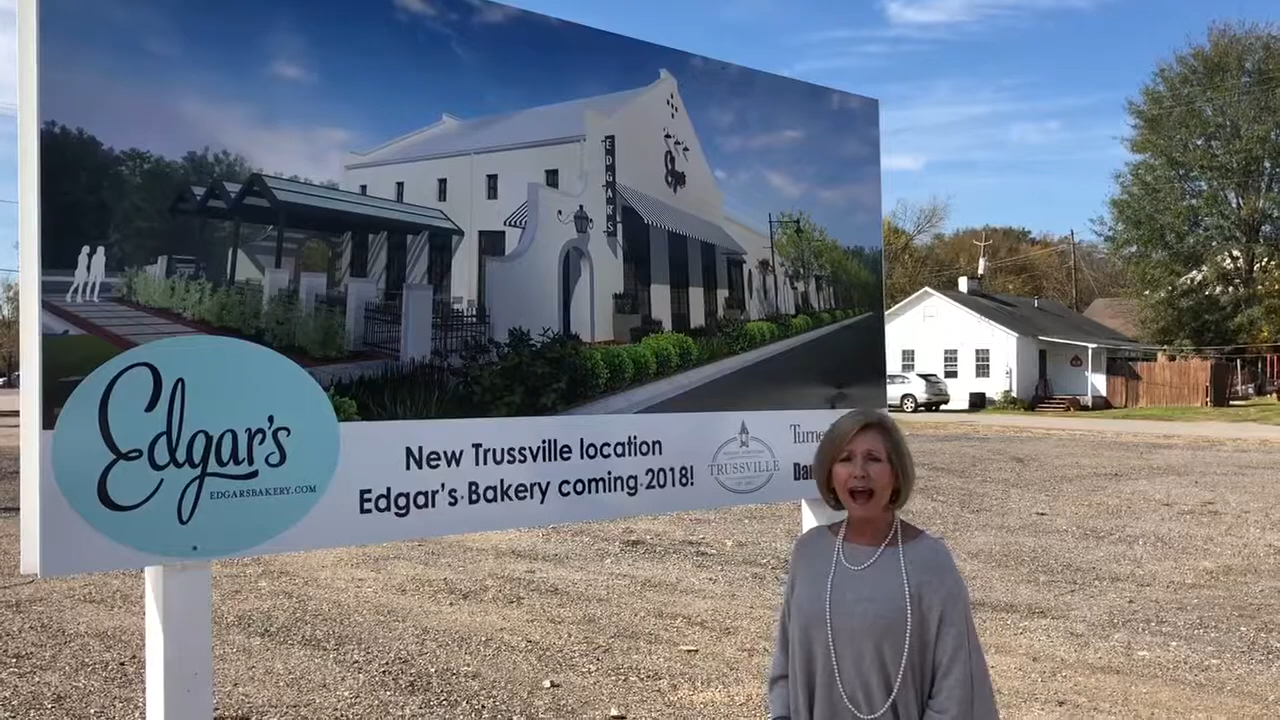 EDGARS
Edgar's
EDGARSBAKERY.COM
New Trussville location
Edgar's Bakery coming 2018!
TRUSSVILLE